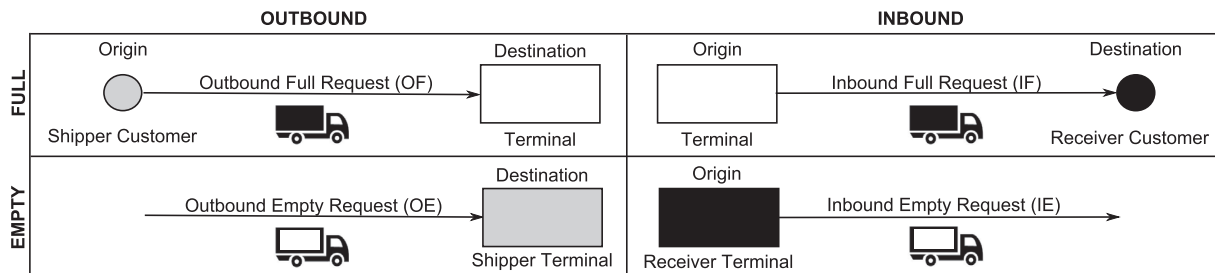 OUTBOUND
INBOUND
FULL
Origin
Destination
Outbound Full Request (OF)
Shipper Customer
Terminal
Origin
Destination
Inbound Full Request (IF)
Terminal
Receiver Customer
EMPTY
Destination
Outbound Empty Request (OE)
Shipper Terminal
Origin
Inbound Empty Request (IE)
Receiver Terminal